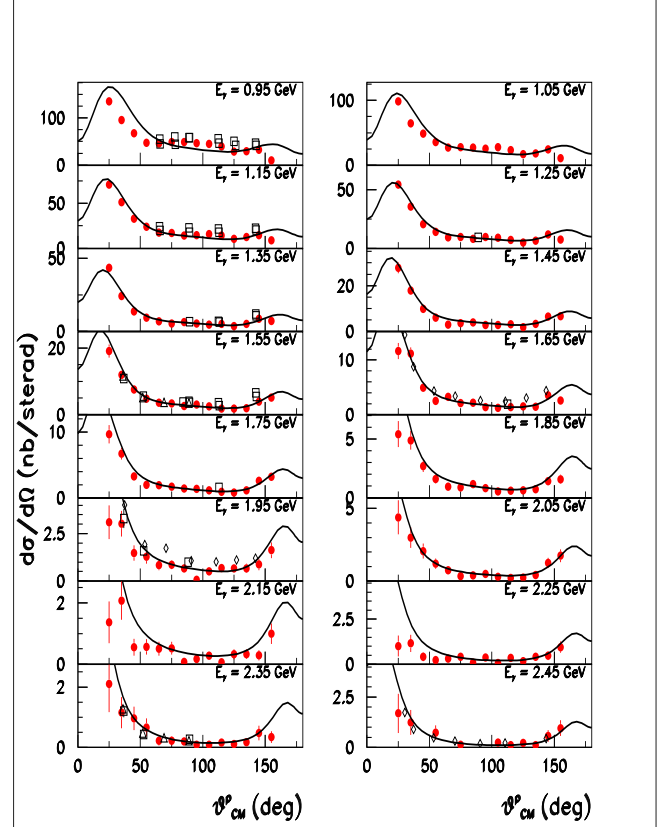 E_γ = 0.95 GeV
E_γ = 1.05 GeV
100
0
100
0
E_γ = 1.15 GeV
E_γ = 1.25 GeV
50
0
50
0
E_γ = 1.35 GeV
E_γ = 1.45 GeV
50
0
20
0
E_γ = 1.55 GeV
E_γ = 1.65 GeV
20
0
10
0
E_γ = 1.75 GeV
E_γ = 1.85 GeV
10
0
5
0
E_γ = 1.95 GeV
E_γ = 2.05 GeV
2.5
0
5
0
E_γ = 2.15 GeV
E_γ = 2.25 GeV
2
0
2.5
0
E_γ = 2.35 GeV
E_γ = 2.45 GeV
2
0
2.5
0
0 50 100 150
0 50 100 150
ϑ^p_CM (deg)
ϑ^p_CM (deg)
dσ/dΩ (nb/sterad)